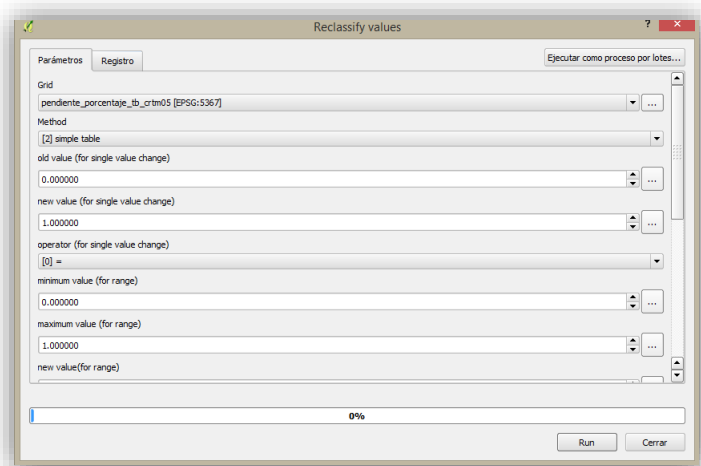 Reclassify values
? ×
Parámetros Registro Ejecutar como proceso por lotes...
Grid
pendiente_porcentaje_tb_crtm05 [EPSG:5367] ...
Method
[2] simple table
old value (for single value change)
0.000000 ...
new value (for single value change)
1.000000 ...
operator (for single value change)
[0] =
minimum value (for range)
0.000000 ...
maximum value (for range)
1.000000 ...
new value(for range)
0%
Run Cerrar